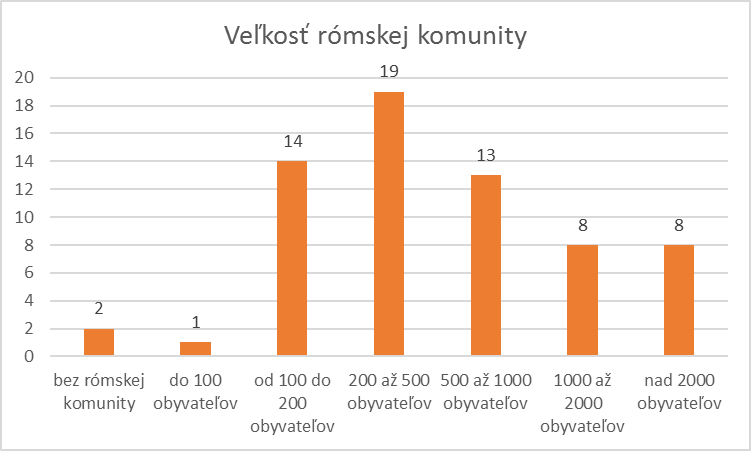 Veľkosť rómskej komunity
20
18
16
14
12
10
8
6
4
2
0
2
1
14
19
13
8
8
bez rómskej
komunity
do 100
obyvateľov
od 100 do
200
obyvateľov
200 až 500
obyvateľov
500 až 1000
obyvateľov
1000 až
2000
obyvateľov
nad 2000
obyvateľov